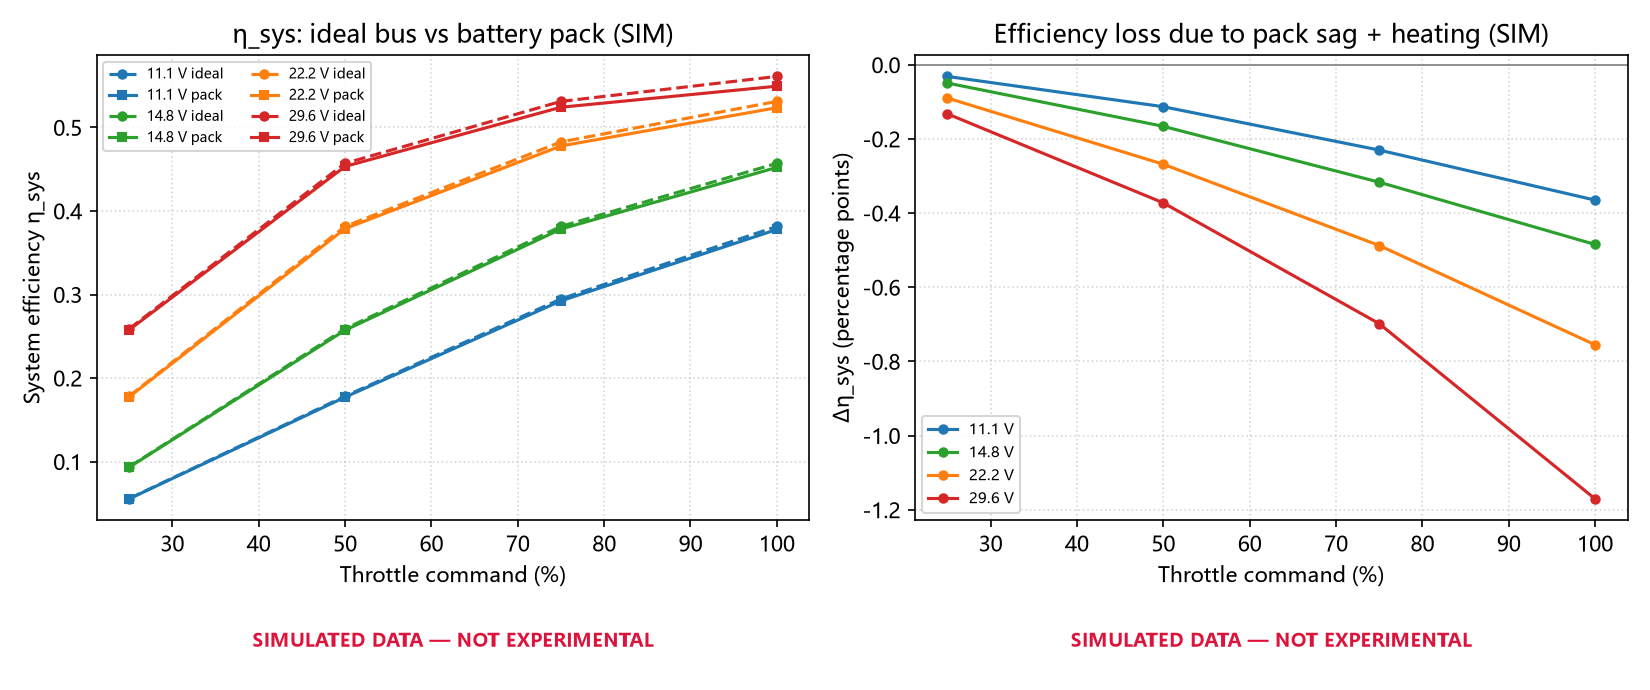 η_sys: ideal bus vs battery pack (SIM)
11.1 V ideal
11.1 V pack
14.8 V ideal
14.8 V pack
22.2 V ideal
22.2 V pack
29.6 V ideal
29.6 V pack
System efficiency η_sys
0.5
0.4
0.3
0.2
0.1
30 40 50 60 70 80 90 100
Throttle command (%)
SIMULATED DATA — NOT EXPERIMENTAL
Efficiency loss due to pack sag + heating (SIM)
Δη_sys (percentage points)
0.0
-0.2
-0.4
-0.6
-0.8
-1.0
-1.2
11.1 V
14.8 V
22.2 V
29.6 V
30 40 50 60 70 80 90 100
Throttle command (%)
SIMULATED DATA — NOT EXPERIMENTAL